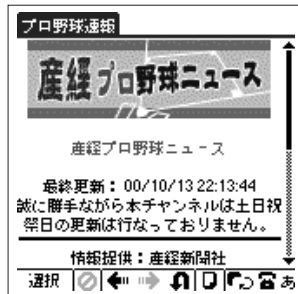 プロ野球速報
産経プロ野球ニュース
産経プロ野球ニュース
最終更新：00/10/13 22:13:44
誠に勝手ながら本チャンネルは土日祝
祭日の更新は行なっておりません。
情報提供：産経新聞社
選択
あ